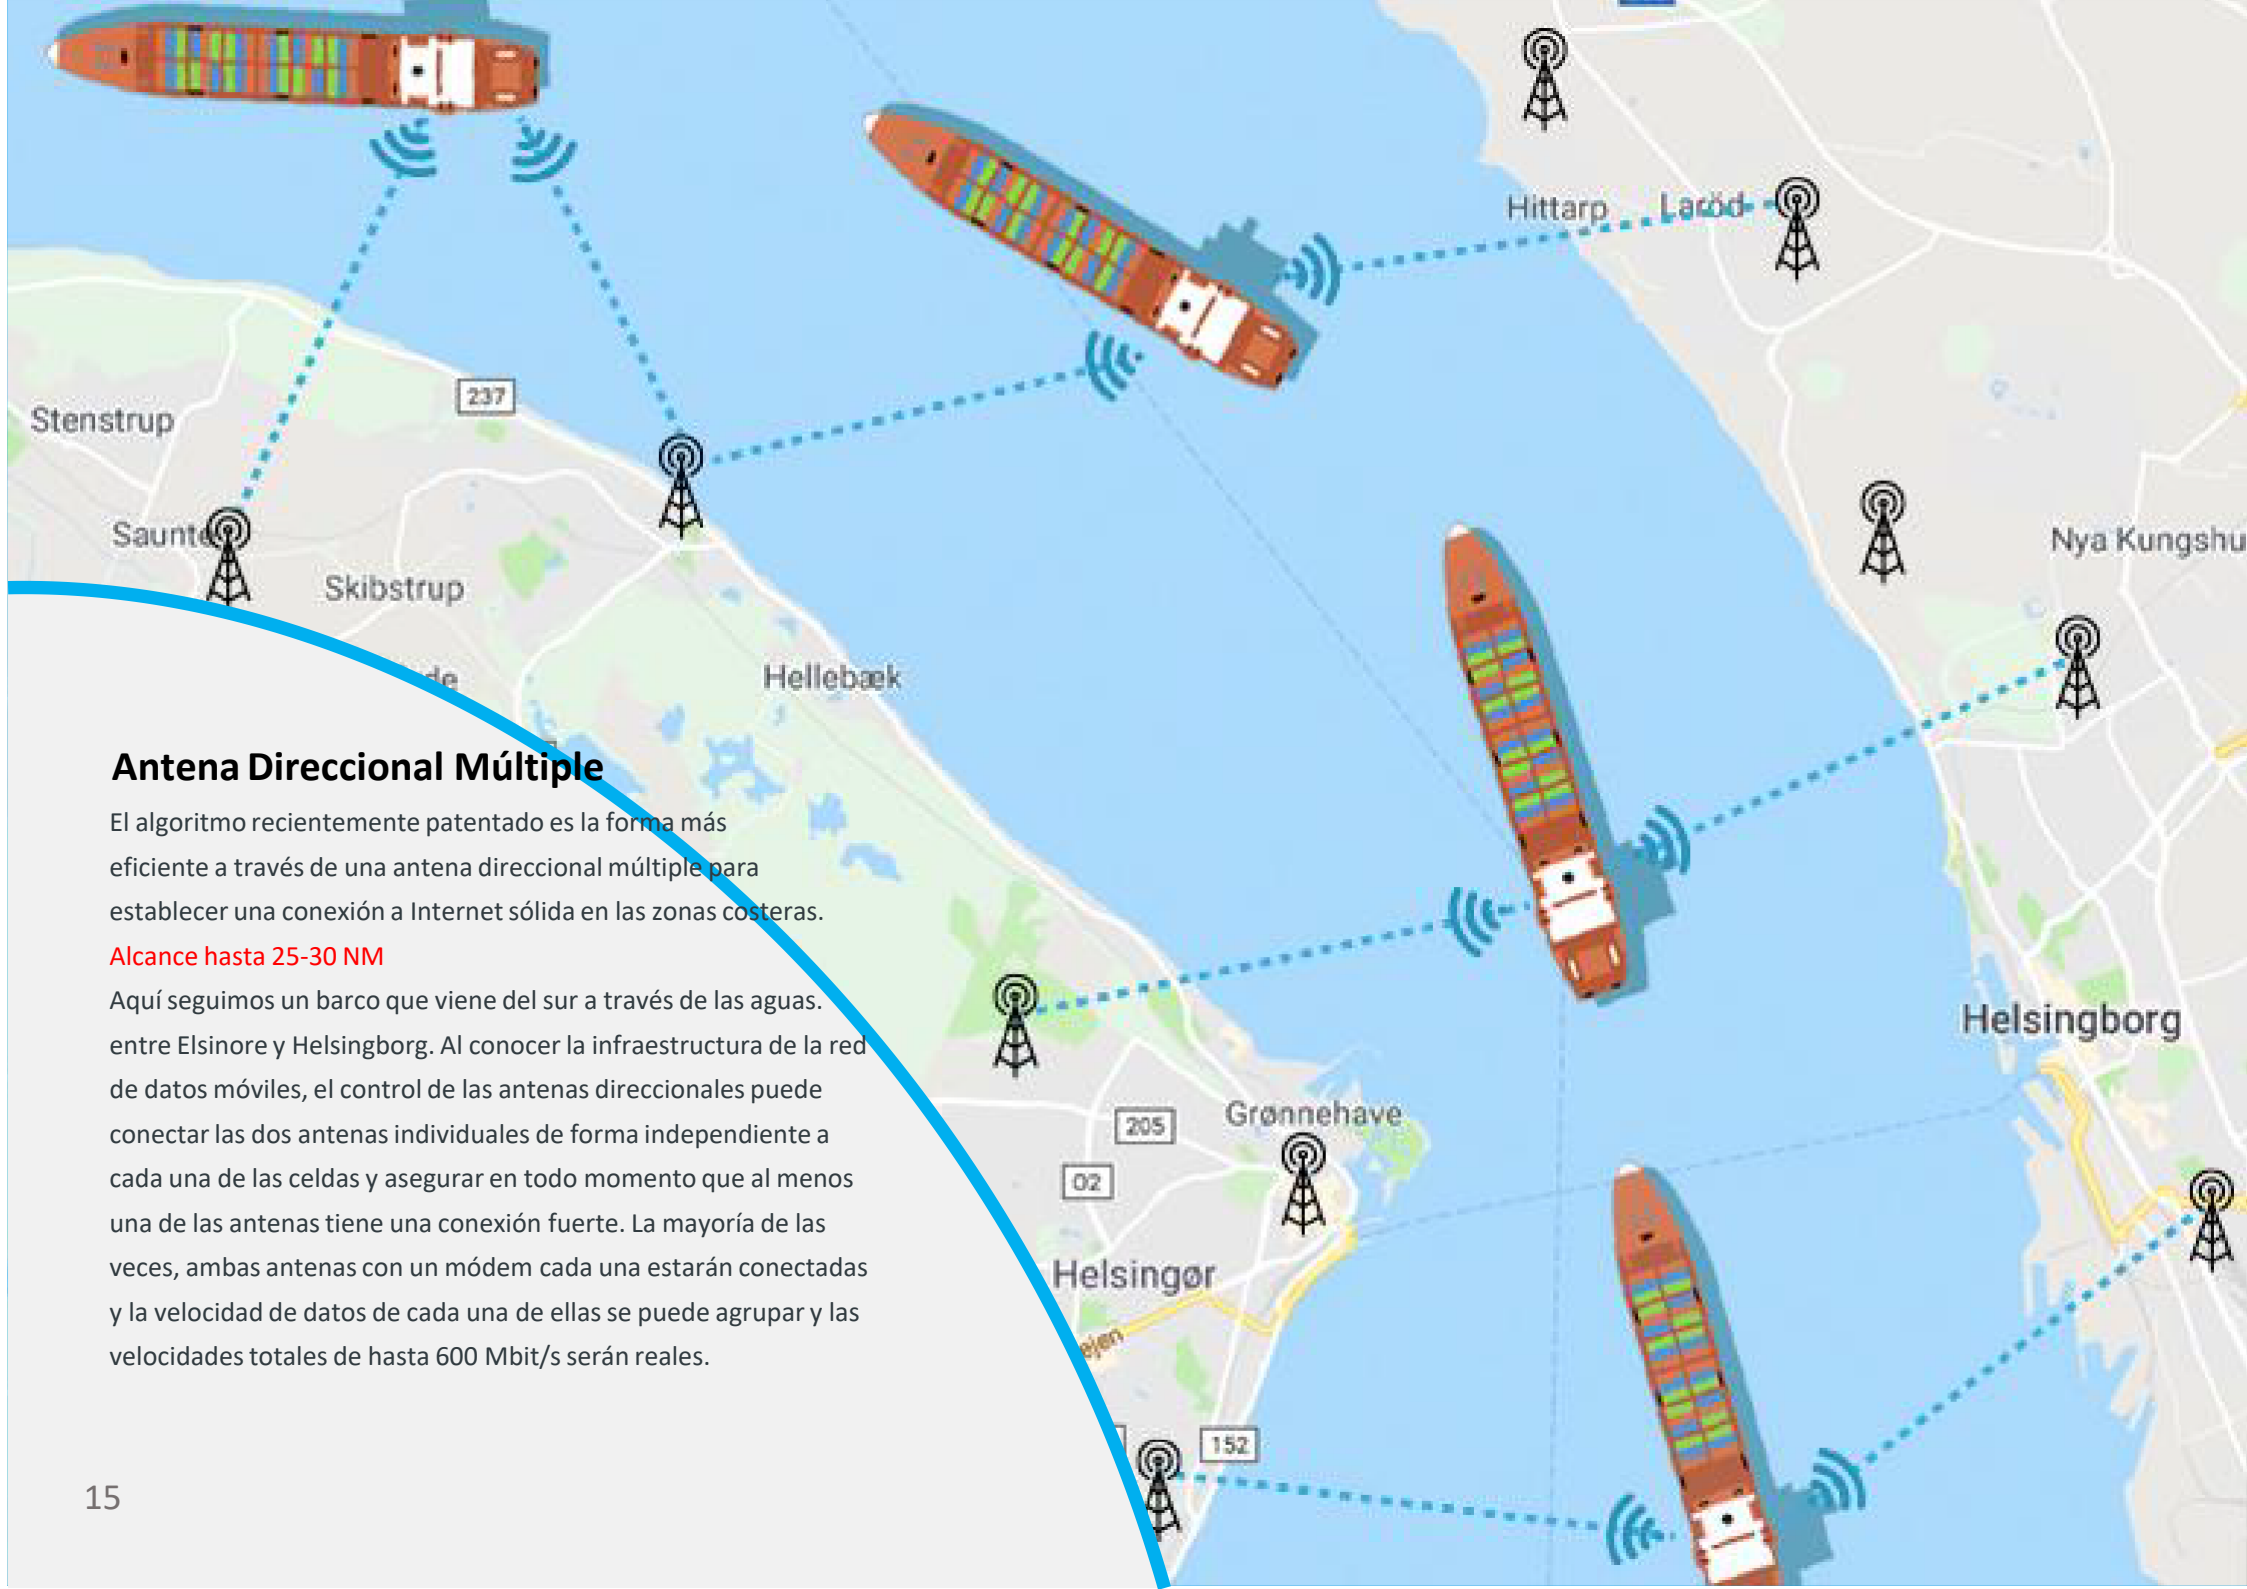 Hittarp
Laröd
237
Stenstrup
Nya Kungshu
Skibstrup
Hellebæk
Antena Direccional Múltiple
El algoritmo recientemente patentado es la forma más
eficiente a través de una antena direccional múltiple para
establecer una conexión a Internet sólida en las zonas costeras.
Alcance hasta 25-30 NM
Aquí seguimos un barco que viene del sur a través de las aguas.
entre Elsinore y Helsingborg. Al conocer la infraestructura de la red
de datos móviles, el control de las antenas direccionales puede
conectar las dos antenas individuales de forma independiente a
cada una de las celdas y asegurar en todo momento que al menos
una de las antenas tiene una conexión fuerte. La mayoría de las
veces, ambas antenas con un módem cada una estarán conectadas
y la velocidad de datos de cada una de ellas se puede agrupar y las
velocidades totales de hasta 600 Mbit/s serán reales.
Helsingborg
205
Grønnehave
02
Helsingør
152
15